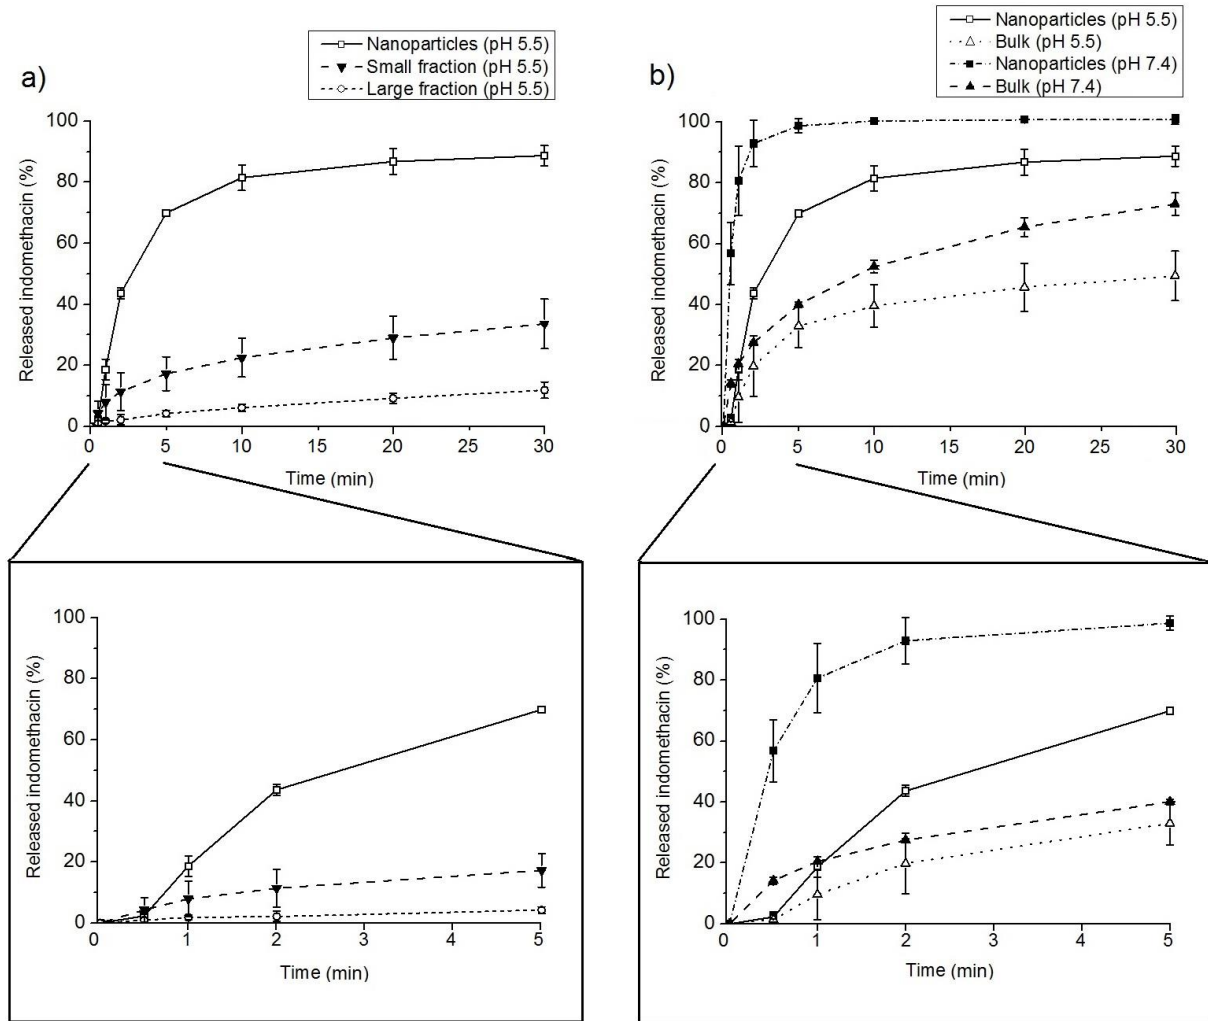 a)
Nanoparticles (pH 5.5)
Small fraction (pH 5.5)
Large fraction (pH 5.5)
Released indomethacin (%)
100
80
60
40
20
0
0 5 10 15 20 25 30
Time (min)
b)
Nanoparticles (pH 5.5)
Bulk (pH 5.5)
Nanoparticles (pH 7.4)
Bulk (pH 7.4)
Released indomethacin (%)
100
80
60
40
20
0
0 5 10 15 20 25 30
Time (min)
Released indomethacin (%)
100
80
60
40
20
0
0 1 2 3 4 5
Time (min)
Released indomethacin (%)
100
80
60
40
20
0
0 1 2 3 4 5
Time (min)